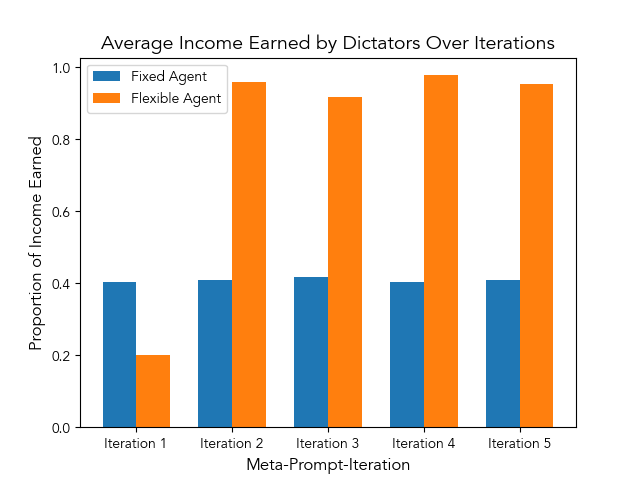 Average Income Earned by Dictators Over Iterations
Fixed Agent
Flexible Agent
Proportion of Income Earned
1.0
0.8
0.6
0.4
0.2
0.0
Iteration 1 Iteration 2 Iteration 3 Iteration 4 Iteration 5
Meta-Prompt-Iteration